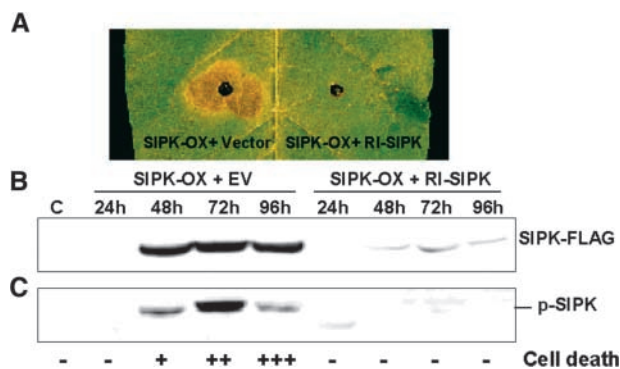 A
SIPK-OX+Vector SIPK-OX+RI-SIPK
B
SIPK-OX + EV SIPK-OX + RI-SIPK
C 24h 48h 72h 96h 24h 48h 72h 96h
SIPK-FLAG
C
p-SIPK
- - + ++ +++ - - - - Cell death